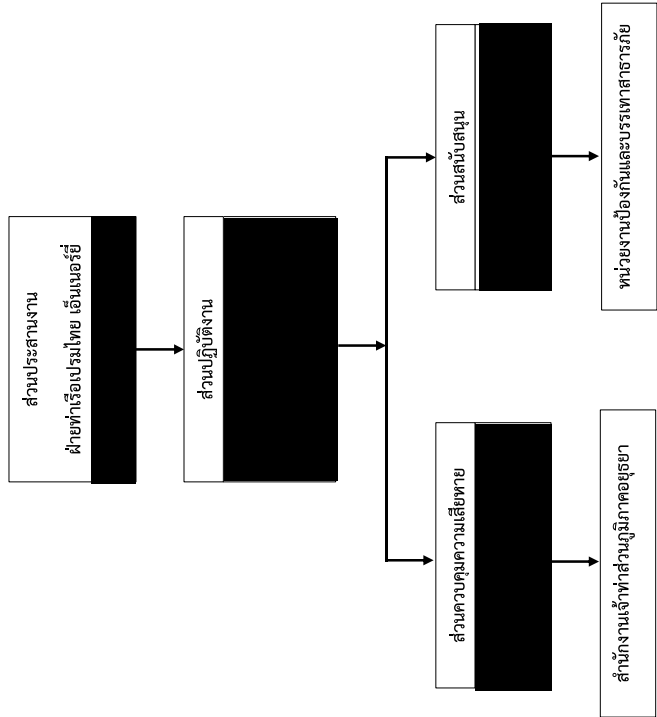 ส่วนประสานงาน
ฝ่ายท่าเรือเปรมไทย เอ็นเนอร์ยี่
ส่วนปฏิบัติงาน
ส่วนควบคุมความเสียหาย
ส่วนสนับสนุน
สำนักงานเจ้าท่าส่วนภูมิภาคอยุธยา
หน่วยงานป้องกันและบรรเทาสาธารภัย